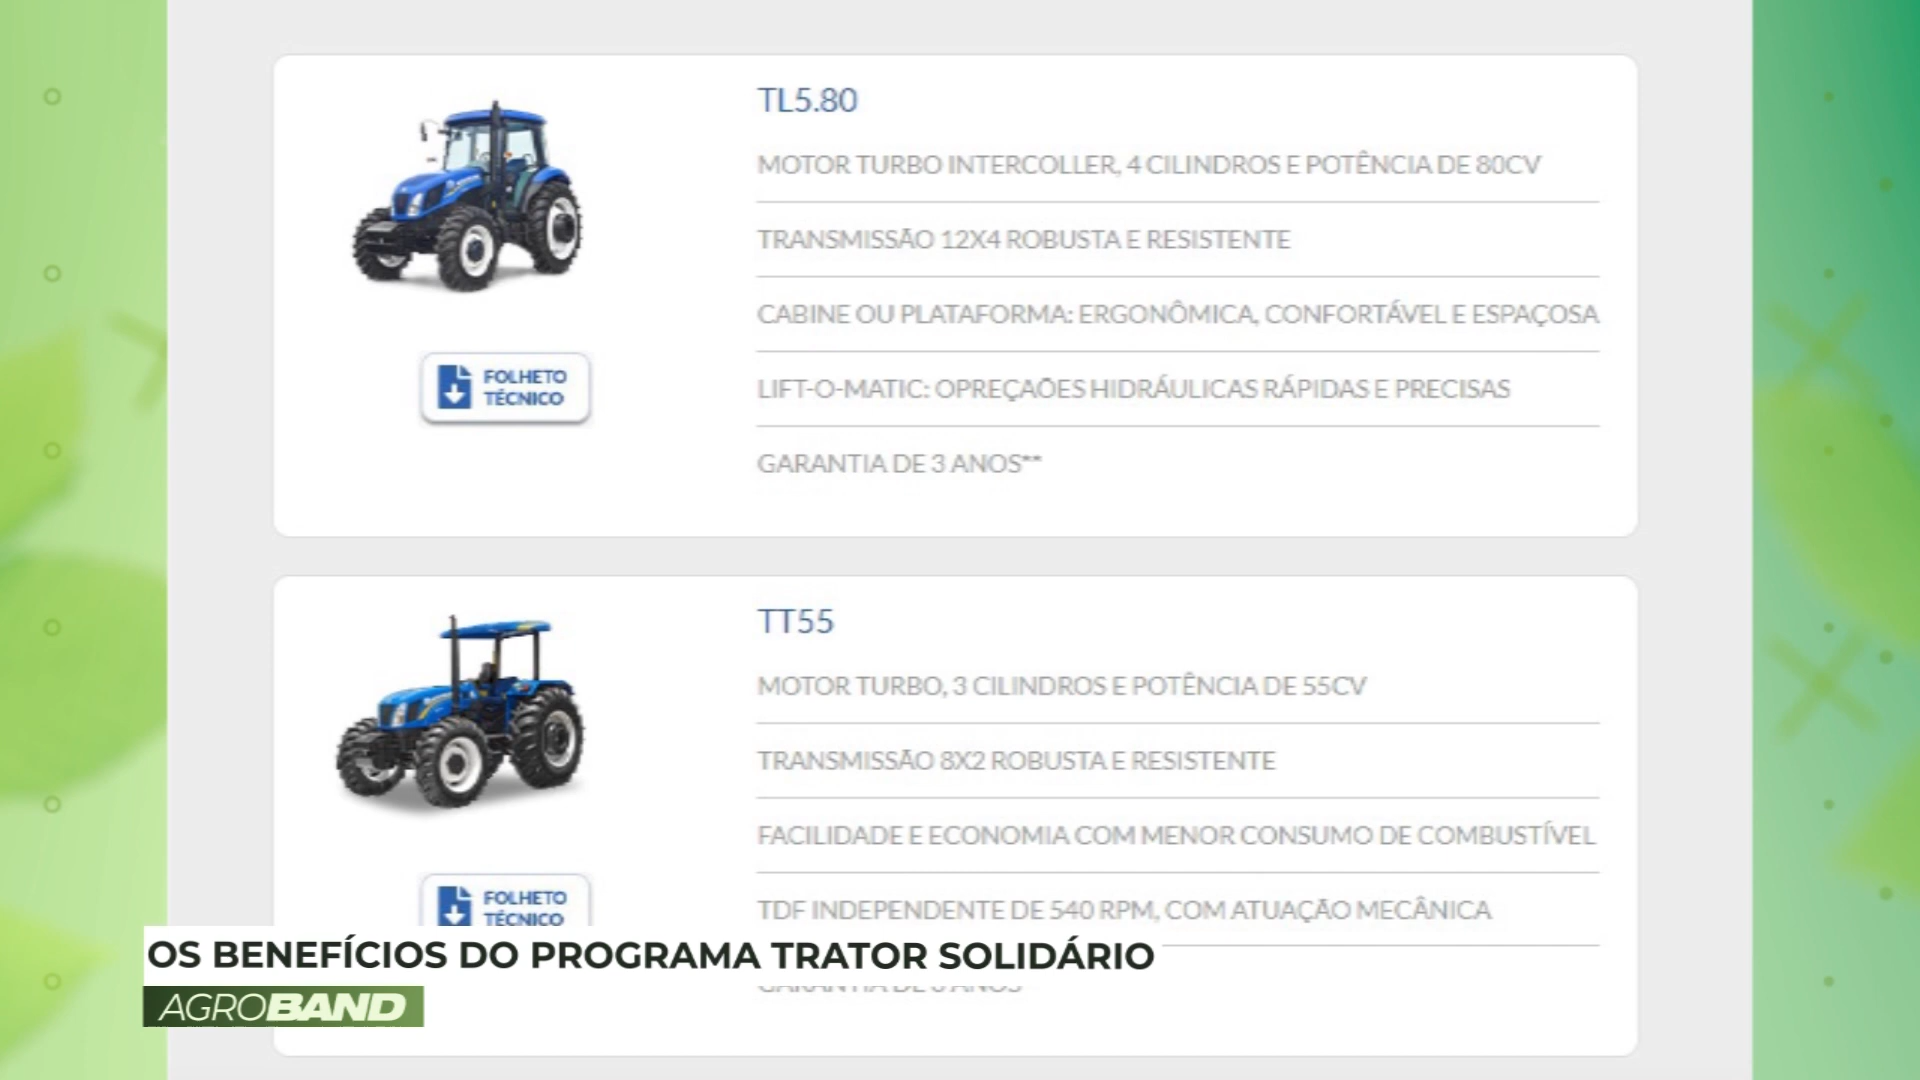 TL5.80
MOTOR TURBO INTERCOLLER, 4 CILINDROS E POTÊNCIA DE 80CV
TRANSMISSÃO 12X4 ROBUSTA E RESISTENTE
CABINE OU PLATAFORMA: ERGONÔMICA, CONFORTÁVEL E ESPAÇOSA
LIFT-O-MATIC: OPREÇAÕES HIDRÁULICAS RÁPIDAS E PRECISAS
GARANTIA DE 3 ANOS**
FOLHETO
TÉCNICO
TT55
MOTOR TURBO, 3 CILINDROS E POTÊNCIA DE 55CV
TRANSMISSÃO 8X2 ROBUSTA E RESISTENTE
FACILIDADE E ECONOMIA COM MENOR CONSUMO DE COMBUSTÍVEL
TDF INDEPENDENTE DE 540 RPM, COM ATUAÇÃO MECÂNICA
FOLHETO
TÉCNICO
OS BENEFÍCIOS DO PROGRAMA TRATOR SOLIDÁRIO
AGROBAND